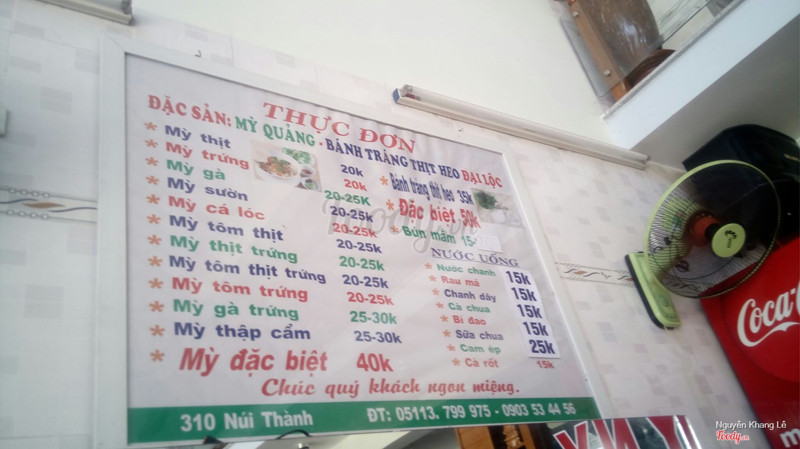 THỰC ĐƠN
ĐẶC SẢN: MỲ QUẢNG - BÁNH TRÁNG THỊT HEO ĐẠI LỘC
* Mỳ thịt 20k
* Mỳ trứng 20k
* Mỳ gà 20-25K
* Mỳ sườn 20-25k
* Mỳ cá lóc 20-25k
* Mỳ tôm thịt 20-25k
* Mỳ thịt trứng 20-25k
* Mỳ tôm thịt trứng 20-25k
* Mỳ tôm trứng 20-25k
* Mỳ gà trứng 25-30k
* Mỳ thập cẩm 25-30k
* Mỳ đặc biệt 40k
* Bánh tráng thịt heo 35k
* Đặc biệt 50k
* Bún mắm 15-
NƯỚC UỐNG
* Nước chanh 15k
* Rau má
* Chanh dây 15k
* Cà chua 15k
* Bí đao 15k
* Sữa chua
* Cam ép 25k
* Cà rốt 15k
Chúc quý khách ngon miệng.
310 Núi Thành ĐT: 05113. 799 975 - 0903 53 44 56
Coca-
Nguyễn Khang Lê
Foody.vn